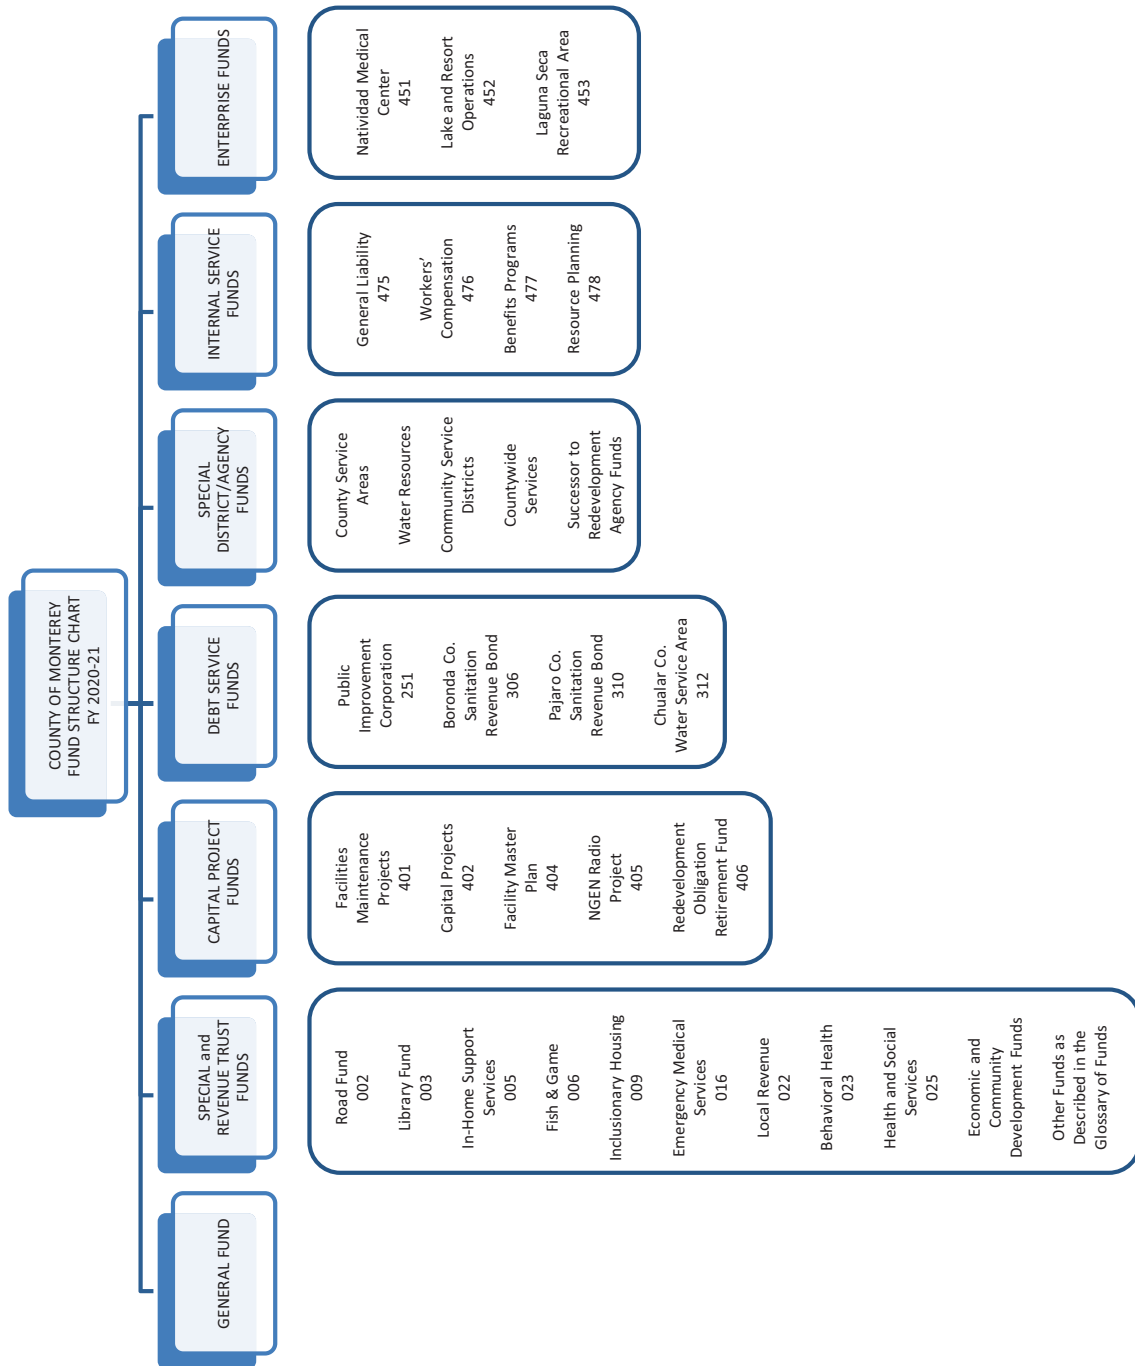 COUNTY OF MONTEREY
FUND STRUCTURE CHART
FY 2020-21
GENERAL FUND
SPECIAL and
REVENUE TRUST
FUNDS
Road Fund
002
Library Fund
003
In-Home Support
Services
005
Fish & Game
006
Inclusionary Housing
009
Emergency Medical
Services
016
Local Revenue
022
Behavioral Health
023
Health and Social
Services
025
Economic and
Community
Development Funds
Other Funds as
Described in the
Glossary of Funds
CAPITAL PROJECT
FUNDS
Facilities
Maintenance
Projects
401
Capital Projects
402
Facility Master
Plan
404
NGEN Radio
Project
405
Redevelopment
Obligation
Retirement Fund
406
DEBT SERVICE
FUNDS
Public
Improvement
Corporation
251
Boronda Co.
Sanitation
Revenue Bond
306
Pajaro Co.
Sanitation
Revenue Bond
310
Chualar Co.
Water Service Area
312
SPECIAL
DISTRICT/AGENCY
FUNDS
County Service
Areas
Water Resources
Community Service
Districts
Countywide
Services
Successor to
Redevelopment
Agency Funds
INTERNAL SERVICE
FUNDS
General Liability
475
Workers'
Compensation
476
Benefits Programs
477
Resource Planning
478
ENTERPRISE FUNDS
Natividad Medical
Center
451
Lake and Resort
Operations
452
Laguna Seca
Recreational Area
453